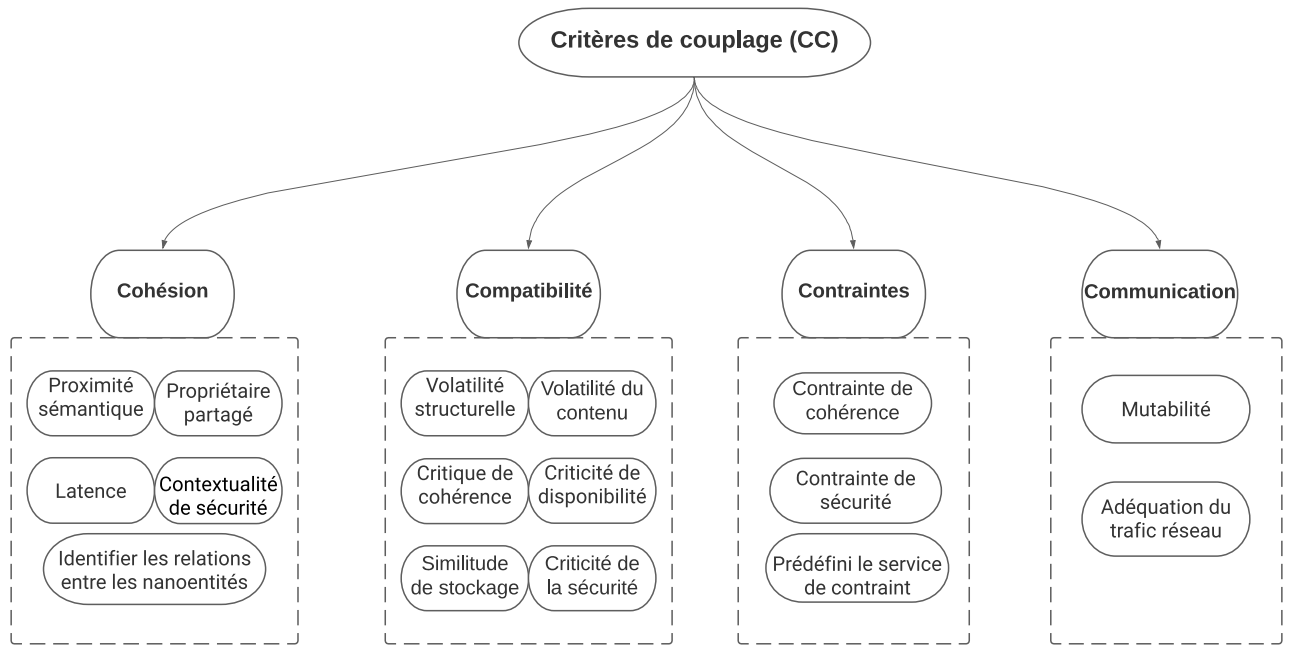 Critères de couplage (CC)
Cohésion
Compatibilité
Contraintes
Communication
Proximité
sémantique
Propriétaire
partagé
Latence
Contextualité
de sécurité
Identifier les relations
entre les nanoentités
Volatilité
structurelle
Volatilité du
contenu
Critique de
cohérence
Criticité de
disponibilité
Similitude
de stockage
Criticité de
la sécurité
Contrainte de
cohérence
Contrainte de
sécurité
Prédéfini le service
de contraint
Mutabilité
Adéquation du
trafic réseau